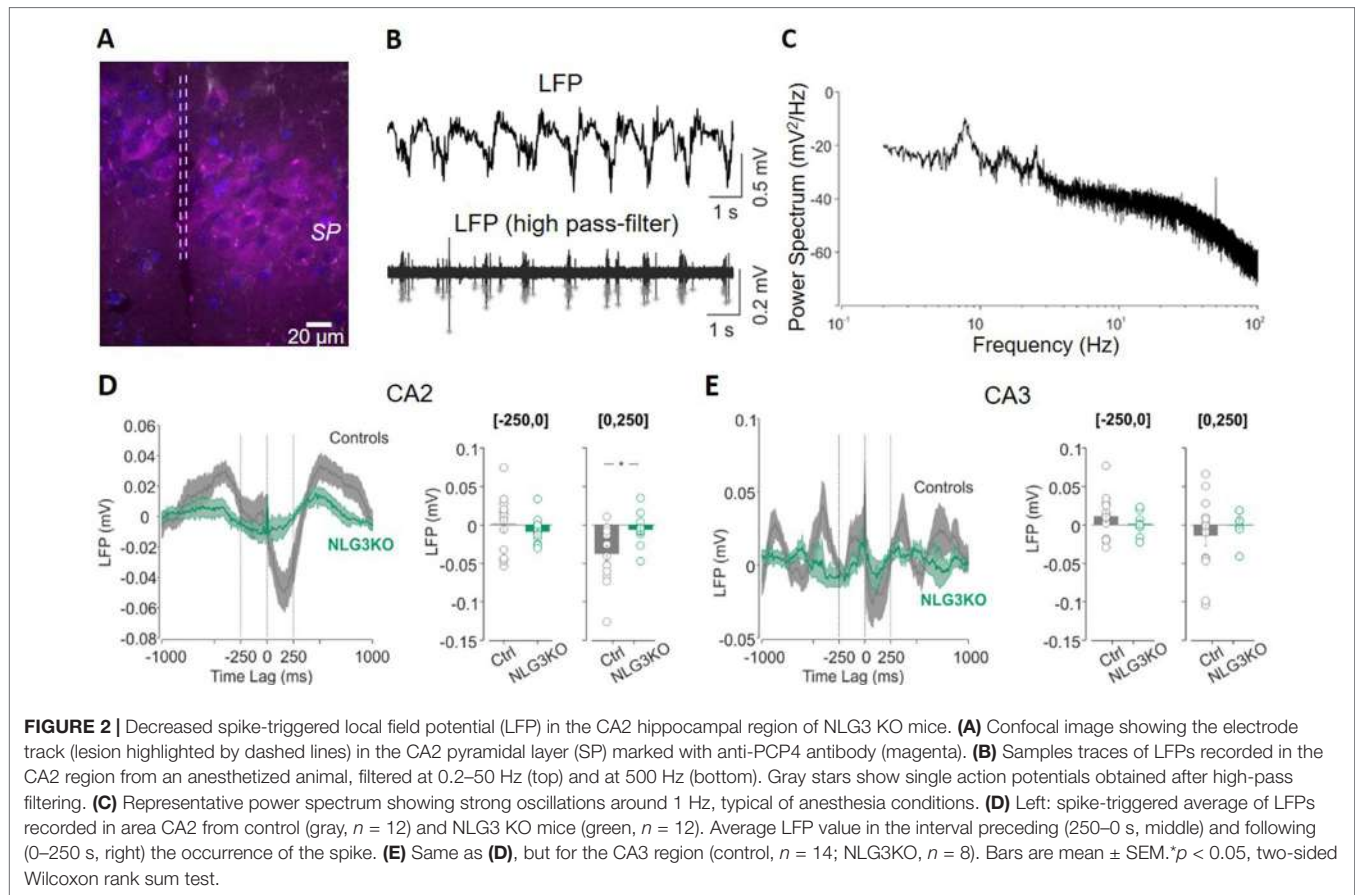 A
SP
20 µm
B
LFP
0.5 mV
1 s
LFP (high pass-filter)
0.2 mV
1 s
C
Power Spectrum (mV²/Hz)
0
-20
-40
-60
10⁻¹
10
10¹
10²
Frequency (Hz)
D
CA2
0.06
0.04
0.02
0
-0.02
-0.04
-0.06
-0.08
LFP (mV)
Controls
NLG3KO
-1000
-250
0
250
1000
Time Lag (ms)
[-250,0]
[0,250]
0.1
0.05
0
-0.05
-0.1
-0.15
LFP (mV)
*
Ctrl
NLG3KO
Ctrl
NLG3KO
E
CA3
0.1
0.05
0
-0.05
LFP (mV)
Controls
NLG3KO
-1000
-250
0
250
1000
Time Lag (ms)
[-250,0]
[0,250]
0.1
0.05
0
-0.05
-0.1
-0.15
LFP (mV)
Ctrl
NLG3KO
Ctrl
NLG3KO
FIGURE 2 | Decreased spike-triggered local field potential (LFP) in the CA2 hippocampal region of NLG3 KO mice. (A) Confocal image showing the electrode
track (lesion highlighted by dashed lines) in the CA2 pyramidal layer (SP) marked with anti-PCP4 antibody (magenta). (B) Samples traces of LFPs recorded in the
CA2 region from an anesthetized animal, filtered at 0.2–50 Hz (top) and at 500 Hz (bottom). Gray stars show single action potentials obtained after high-pass
filtering. (C) Representative power spectrum showing strong oscillations around 1 Hz, typical of anesthesia conditions. (D) Left: spike-triggered average of LFPs
recorded in area CA2 from control (gray, n = 12) and NLG3 KO mice (green, n = 12). Average LFP value in the interval preceding (250–0 s, middle) and following
(0–250 s, right) the occurrence of the spike. (E) Same as (D), but for the CA3 region (control, n = 14; NLG3KO, n = 8). Bars are mean ± SEM.*p < 0.05, two-sided
Wilcoxon rank sum test.